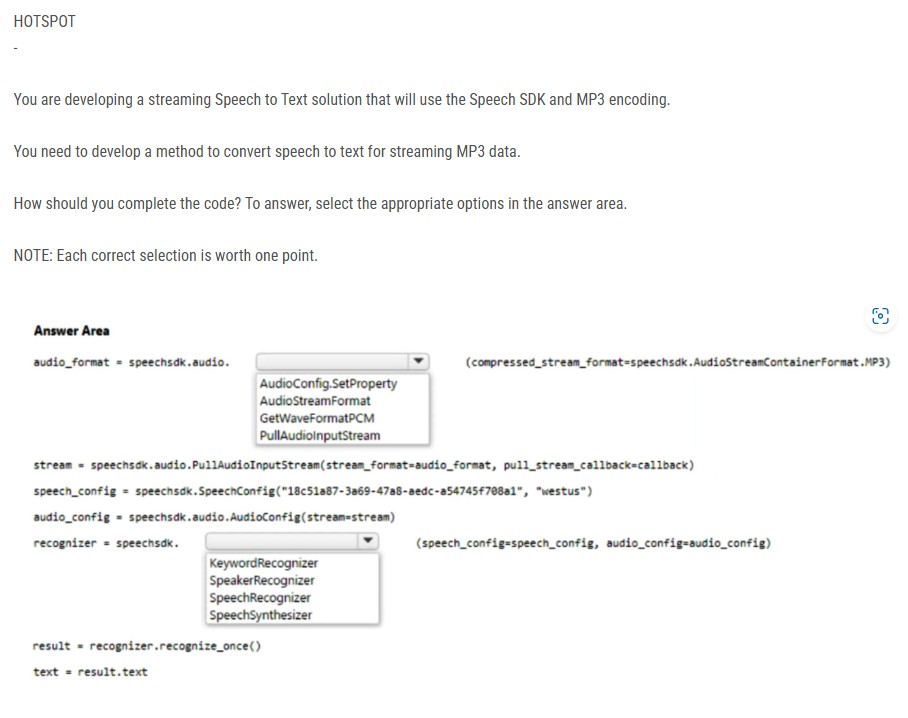 HOTSPOT
-
You are developing a streaming Speech to Text solution that will use the Speech SDK and MP3 encoding.
You need to develop a method to convert speech to text for streaming MP3 data.
How should you complete the code? To answer, select the appropriate options in the answer area.
NOTE: Each correct selection is worth one point.
Answer Area
audio_format = speechsdk.audio. (compressed_stream_format=speechsdk.AudioStreamContainerFormat.MP3)
AudioConfig.SetProperty
AudioStreamFormat
GetWaveFormatPCM
PullAudioInputStream
stream = speechsdk.audio.PullAudioInputStream(stream_format=audio_format, pull_stream_callback=callback)
speech_config = speechsdk.SpeechConfig("18c51a87-3a69-47a8-aedc-a54745f708a1", "westus")
audio_config = speechsdk.audio.AudioConfig(stream=stream)
recognizer = speechsdk. (speech_config=speech_config, audio_config=audio_config)
KeywordRecognizer
SpeakerRecognizer
SpeechRecognizer
SpeechSynthesizer
result = recognizer.recognize_once()
text = result.text